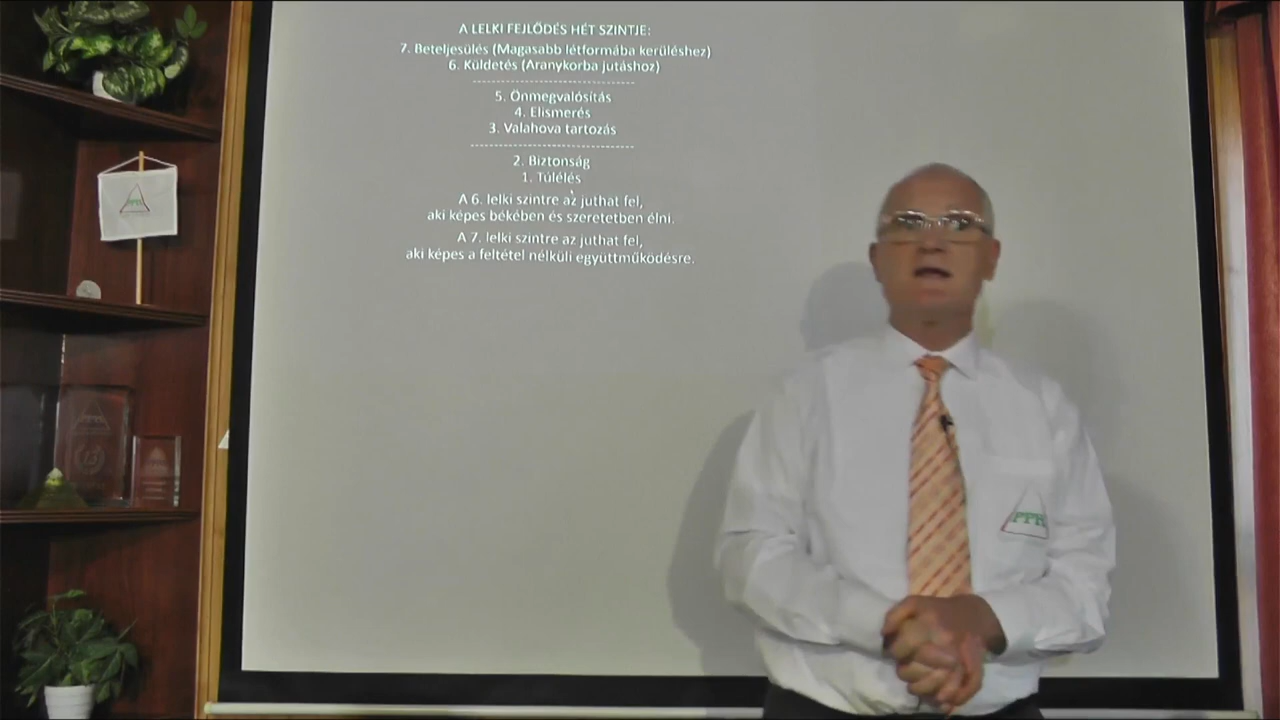 A LELKI FEJLŐDÉS HÉT SZINTJE:
7. Beteljesülés (Magasabb létformába kerüléshez)
6. Küldetés (Aranykorba jutáshoz)
5. Önmegvalósítás
4. Elismerés
3. Valahova tartozás
2. Biztonság
1. Túlélés
A 6. lelki szintre az juthat fel,
aki képes békében és szeretetben élni.
A 7. lelki szintre az juthat fel,
aki képes a feltétel nélküli együttműködésre.